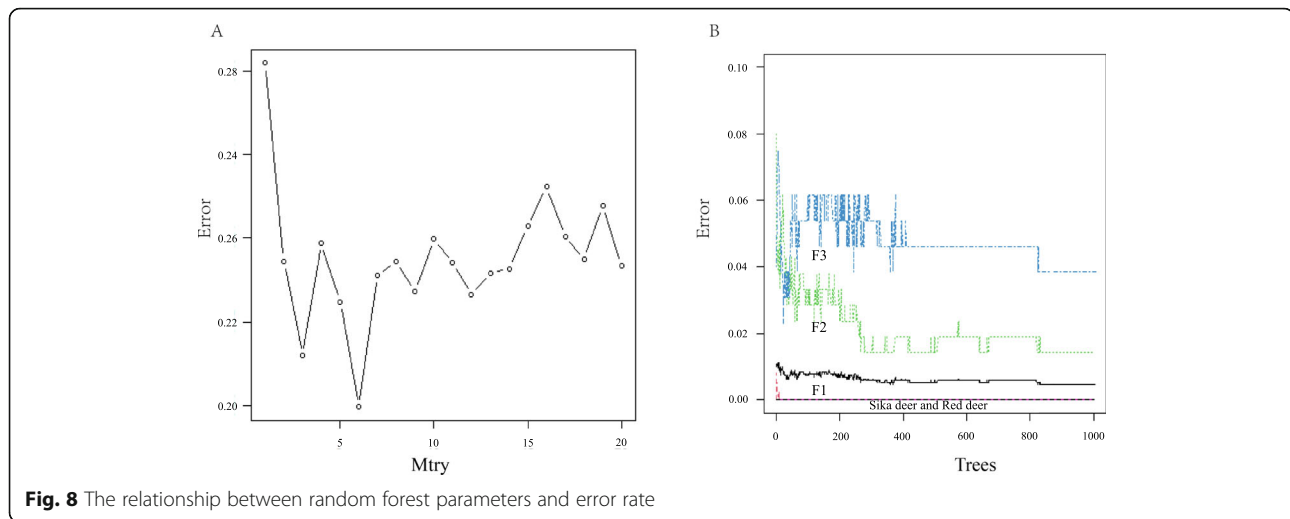 A
B
0.28
0.24
0.26
0.22
0.20
Error
5
10
15
20
Mtry
0.10
0.08
0.06
0.04
0.02
0.00
Error
F3
F2
F1
Sika deer and Red deer
0
200
400
600
800
1000
Trees
Fig. 8 The relationship between random forest parameters and error rate